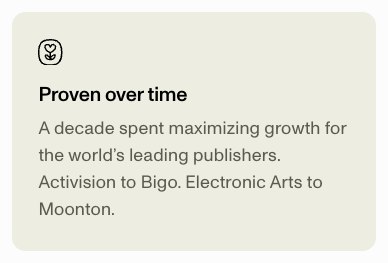 Proven over time
A decade spent maximizing growth for
the world’s leading publishers.
Activision to Bigo. Electronic Arts to
Moonton.